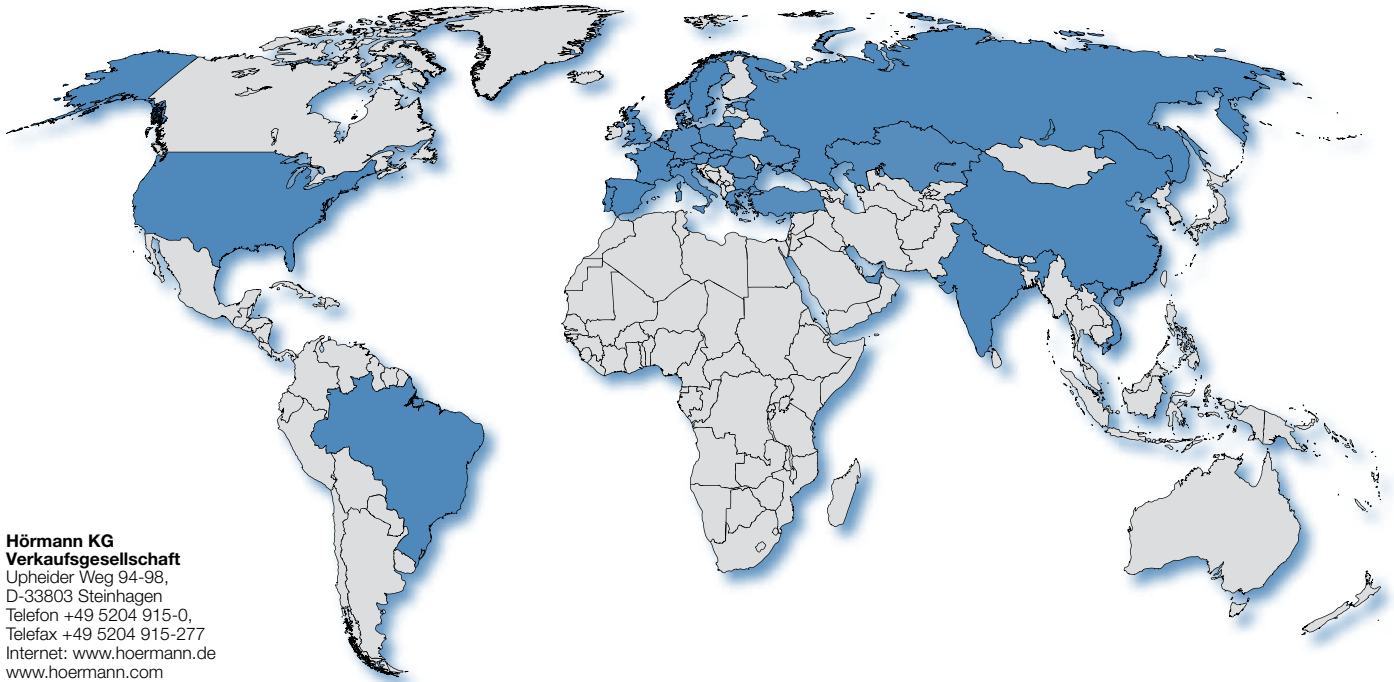 Hörmann KG
Verkaufsgesellschaft
Upheider Weg 94-98,
D-33803 Steinhagen
Telefon +49 5204 915-0,
Telefax +49 5204 915-277
Internet: www.hoermann.de
www.hoermann.com